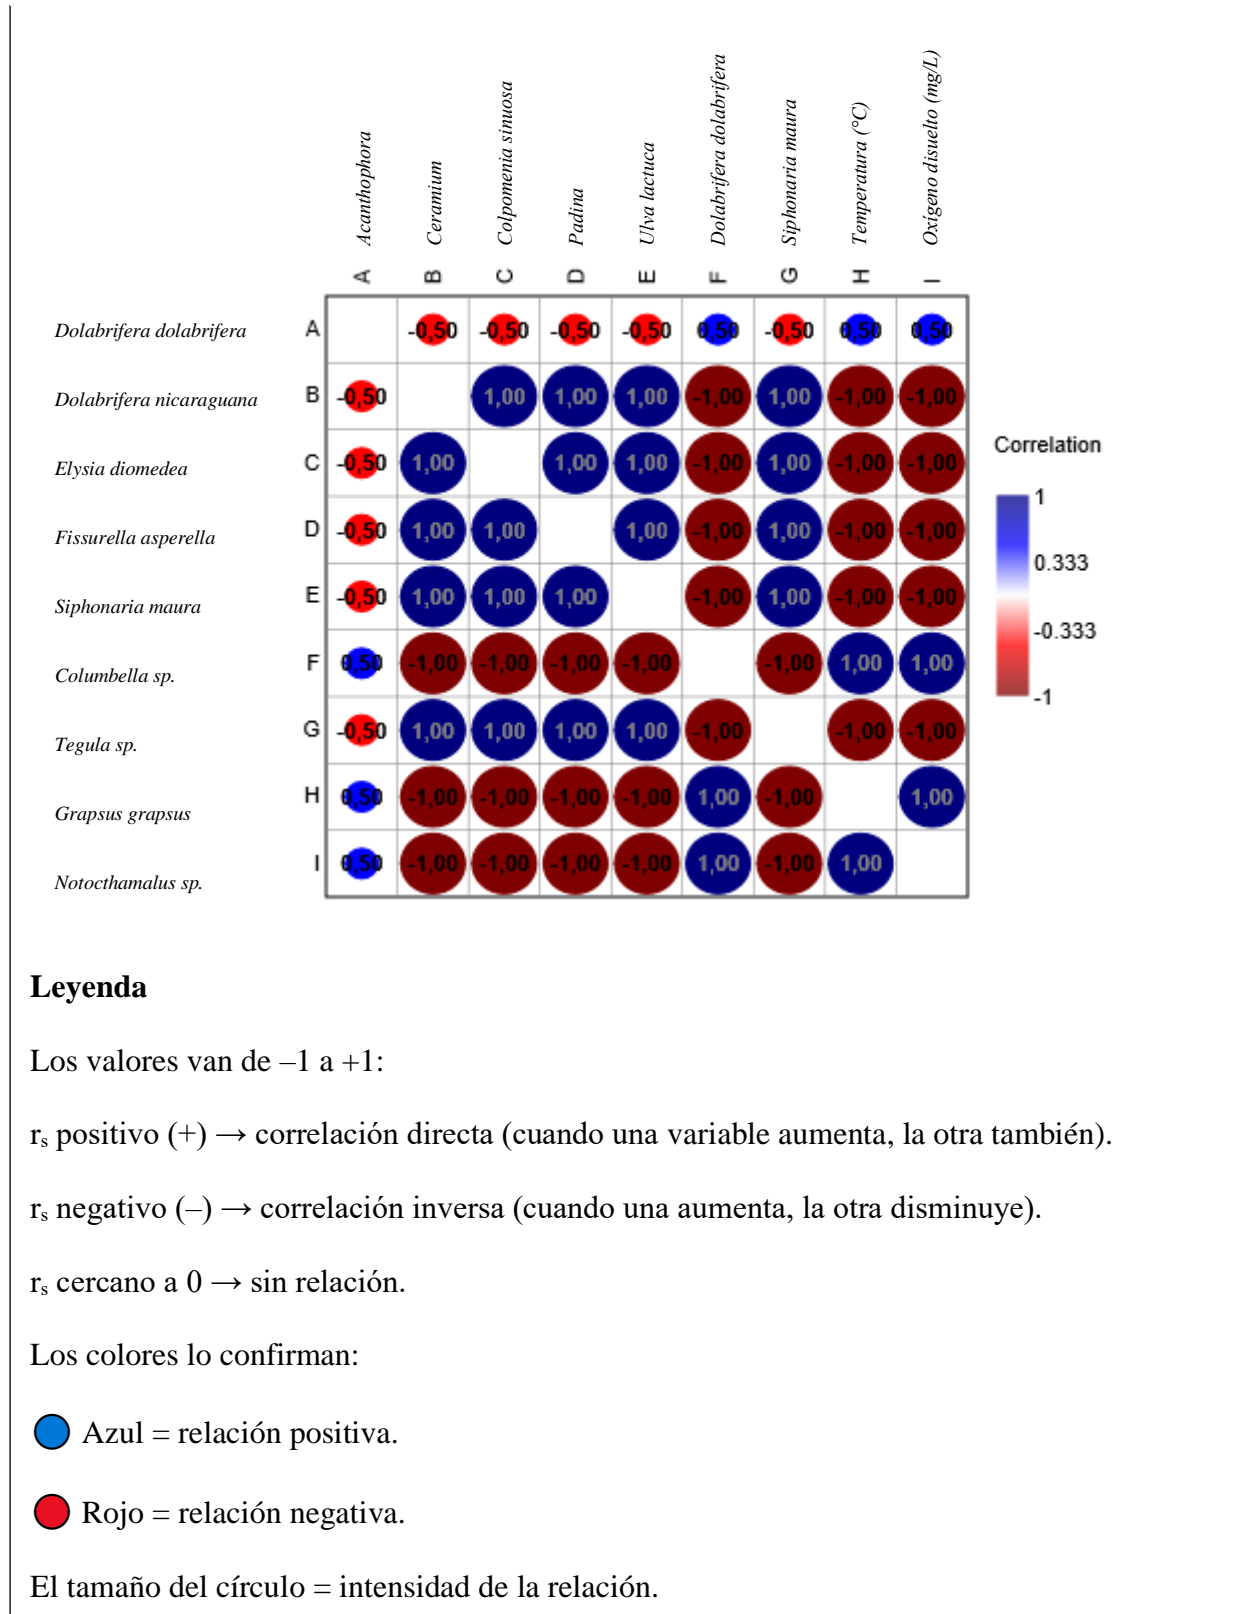 Acanthophora Ceramium Colpomenia sinuosa Padina Ulva lactuca Dolabrifera dolabrifera Siphonaria maura Temperatura (°C) Oxígeno disuelto (mg/L)
A B C D E F G H I
Dolabrifera dolabrifera A -0,50 -0,50 -0,50 -0,50 0,50 -0,50 0,50 0,50
Dolabrifera nicaraguana B -0,50 1,00 1,00 1,00 -1,00 1,00 -1,00 -1,00
Elysia diomedea C -0,50 1,00 1,00 1,00 -1,00 1,00 -1,00 -1,00
Fissurella asperella D -0,50 1,00 1,00 1,00 -1,00 1,00 -1,00 -1,00
Siphonaria maura E -0,50 1,00 1,00 1,00 -1,00 1,00 -1,00 -1,00
Columbella sp. F 0,50 -1,00 -1,00 -1,00 -1,00 -1,00 1,00 1,00
Tegula sp. G -0,50 1,00 1,00 1,00 1,00 -1,00 -1,00 -1,00
Grapsus grapsus H 0,50 -1,00 -1,00 -1,00 -1,00 1,00 -1,00 1,00
Notocthamalus sp. I 0,50 -1,00 -1,00 -1,00 -1,00 1,00 -1,00 1,00
Correlation
1
0.333
-0.333
-1
Leyenda
Los valores van de –1 a +1:
rₛ positivo (+) → correlación directa (cuando una variable aumenta, la otra también).
rₛ negativo (–) → correlación inversa (cuando una aumenta, la otra disminuye).
rₛ cercano a 0 → sin relación.
Los colores lo confirman:
Azul = relación positiva.
Rojo = relación negativa.
El tamaño del círculo = intensidad de la relación.